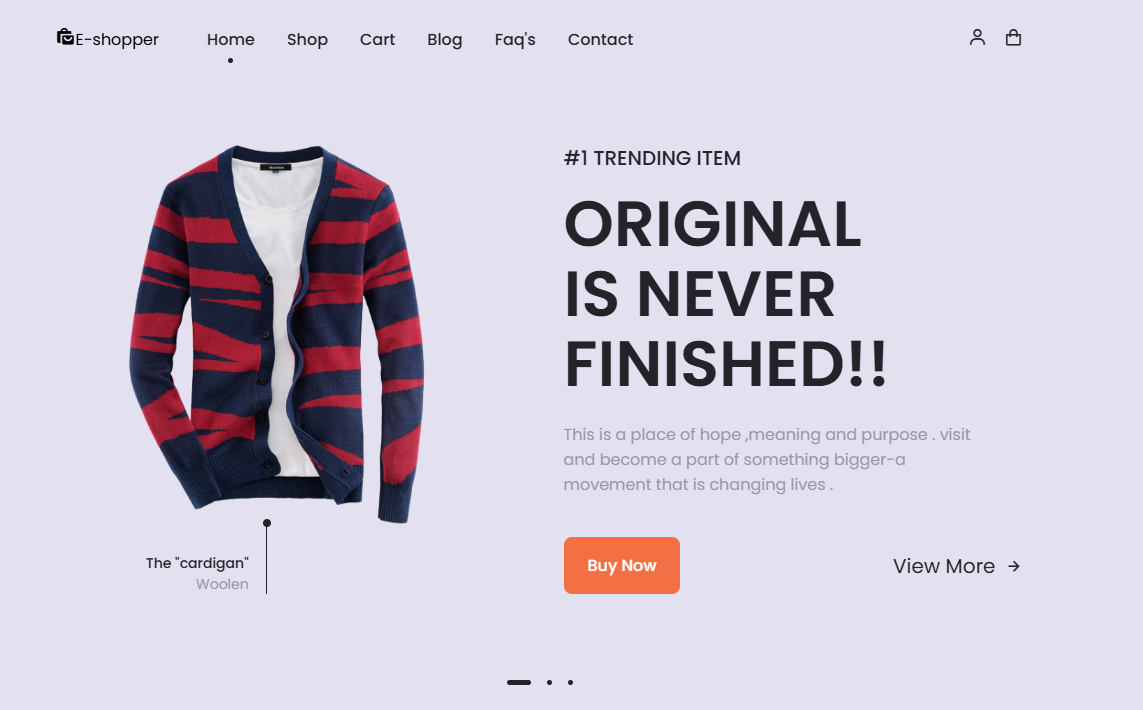 E-shopper Home Shop Cart Blog Faq's Contact
#1 TRENDING ITEM
ORIGINAL
IS NEVER
FINISHED!!
This is a place of hope ,meaning and purpose . visit
and become a part of something bigger-a
movement that is changing lives .
The "cardigan"
Woolen
Buy Now
View More